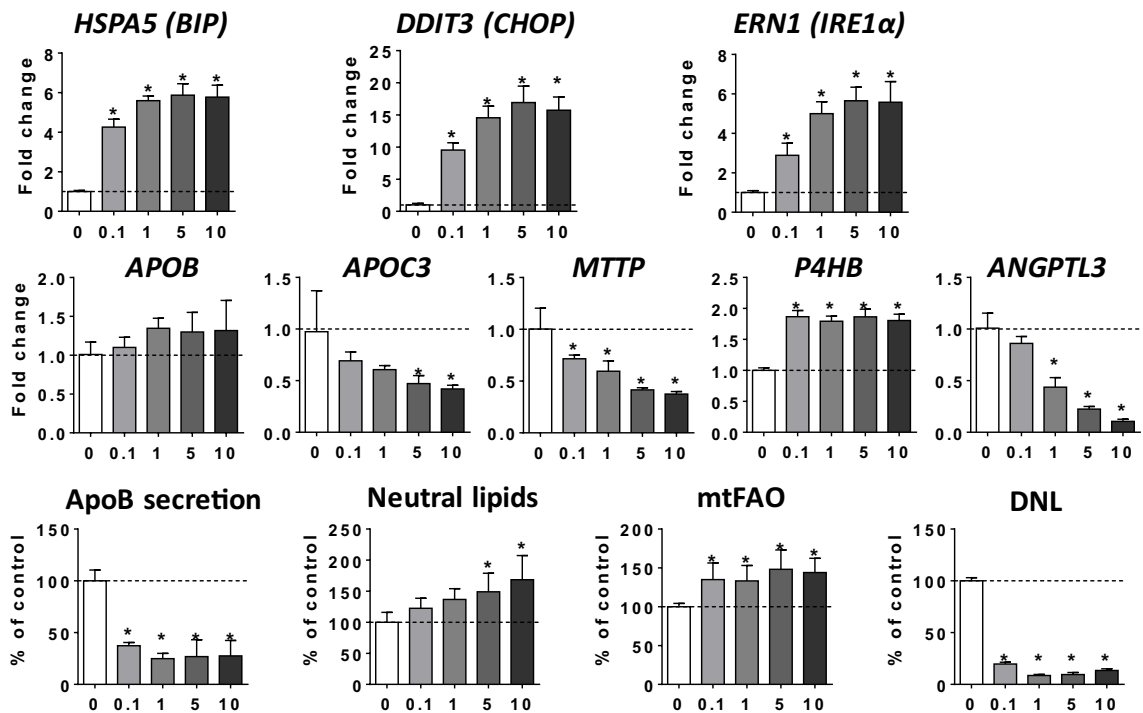 HSPA5 (BIP)
DDIT3 (CHOP)
ERN1 (IRE1α)
Fold change
8
6
4
2
0
* * * *
0 0.1 1 5 10
Fold change
25
20
15
10
5
0
* * * *
0 0.1 1 5 10
Fold change
8
6
4
2
0
* * * *
0 0.1 1 5 10
APOB
APOC3
MTTP
P4HB
ANGPTL3
Fold change
2.0
1.5
1.0
0.5
0.0
0 0.1 1 5 10
1.5
1.0
0.5
0.0
* *
0 0.1 1 5 10
1.5
1.0
0.5
0.0
* * * *
0 0.1 1 5 10
2.5
2.0
1.5
1.0
0.5
0.0
* * * *
0 0.1 1 5 10
1.5
1.0
0.5
0.0
* * *
0 0.1 1 5 10
ApoB secretion
Neutral lipids
mtFAO
DNL
% of control
150
100
50
0
* * * *
0 0.1 1 5 10
% of control
250
200
150
100
50
0
* *
0 0.1 1 5 10
% of control
200
150
100
50
0
* * * *
0 0.1 1 5 10
% of control
150
100
50
0
* * * *
0 0.1 1 5 10